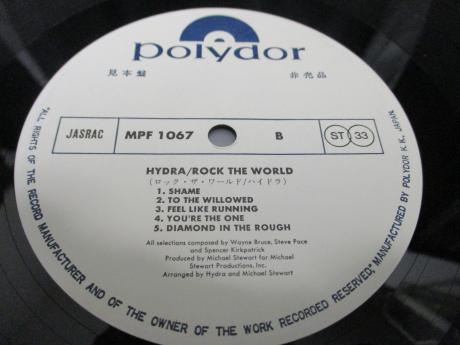 polydor
見本盤 非売品
JASRAC MPF 1067 B ST 33
HYDRA/ROCK THE WORLD
(ロック・ザ・ワールド/ハイドラ)
1. SHAME
2. TO THE WILLOWED
3. FEEL LIKE RUNNING
4. YOU'RE THE ONE
5. DIAMOND IN THE ROUGH
All selections composed by Wayne Bruce, Steve Pace
and Spencer Kirkpatrick
Produced by Michael Stewart for Michael
Stewart Productions, Inc.
Arranged by Hydra and Michael Stewart
"ALL RIGHTS OF THE RECORD MANUFACTURER AND OF THE OWNER OF THE WORK RECORDED RESERVED," MANUFACTURED BY POLYDOR K.K., JAPAN